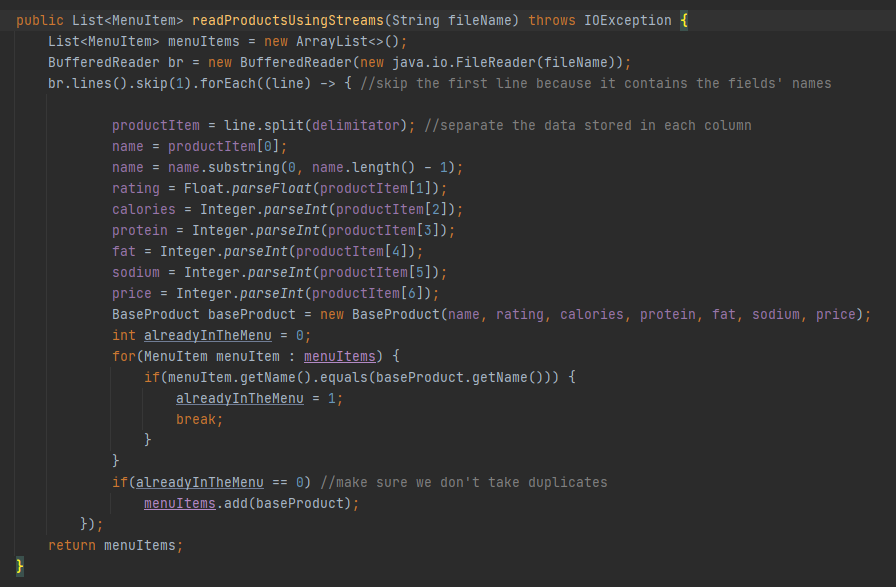 public List<MenuItem> readProductsUsingStreams(String fileName) throws IOException {
List<MenuItem> menuItems = new ArrayList<>();
BufferedReader br = new BufferedReader(new java.io.FileReader(fileName));
br.lines().skip(1).forEach((line) -> { //skip the first line because it contains the fields' names
productItem = line.split(delimitator); //separate the data stored in each column
name = productItem[0];
name = name.substring(0, name.length() - 1);
rating = Float.parseFloat(productItem[1]);
calories = Integer.parseInt(productItem[2]);
protein = Integer.parseInt(productItem[3]);
fat = Integer.parseInt(productItem[4]);
sodium = Integer.parseInt(productItem[5]);
price = Integer.parseInt(productItem[6]);
BaseProduct baseProduct = new BaseProduct(name, rating, calories, protein, fat, sodium, price);
int alreadyInTheMenu = 0;
for(MenuItem menuItem : menuItems) {
if(menuItem.getName().equals(baseProduct.getName())) {
alreadyInTheMenu = 1;
break;
}
}
if(alreadyInTheMenu == 0) //make sure we don't take duplicates
menuItems.add(baseProduct);
});
return menuItems;
}